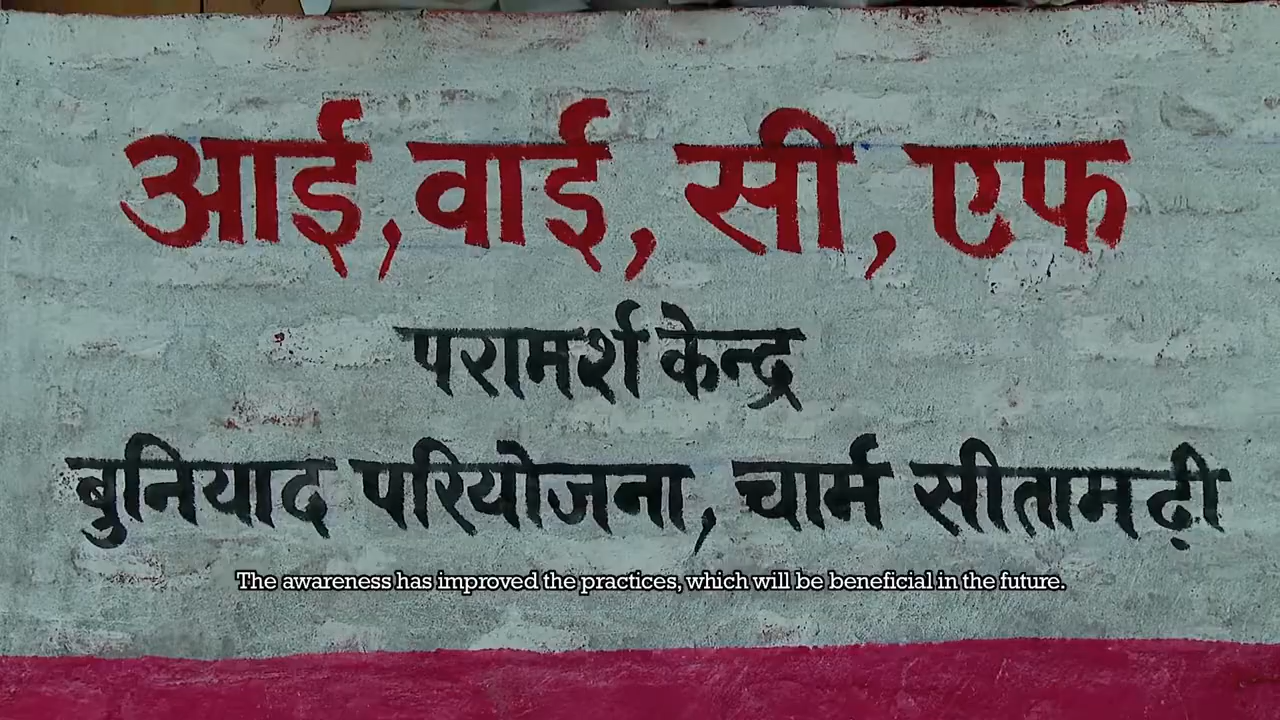 आई,वाई, सी, एफ
परामर्श केन्द्र
बुनियाद परियोजना, चार्म सीतामढ़ी
The awareness has improved the practices, which will be beneficial in the future.